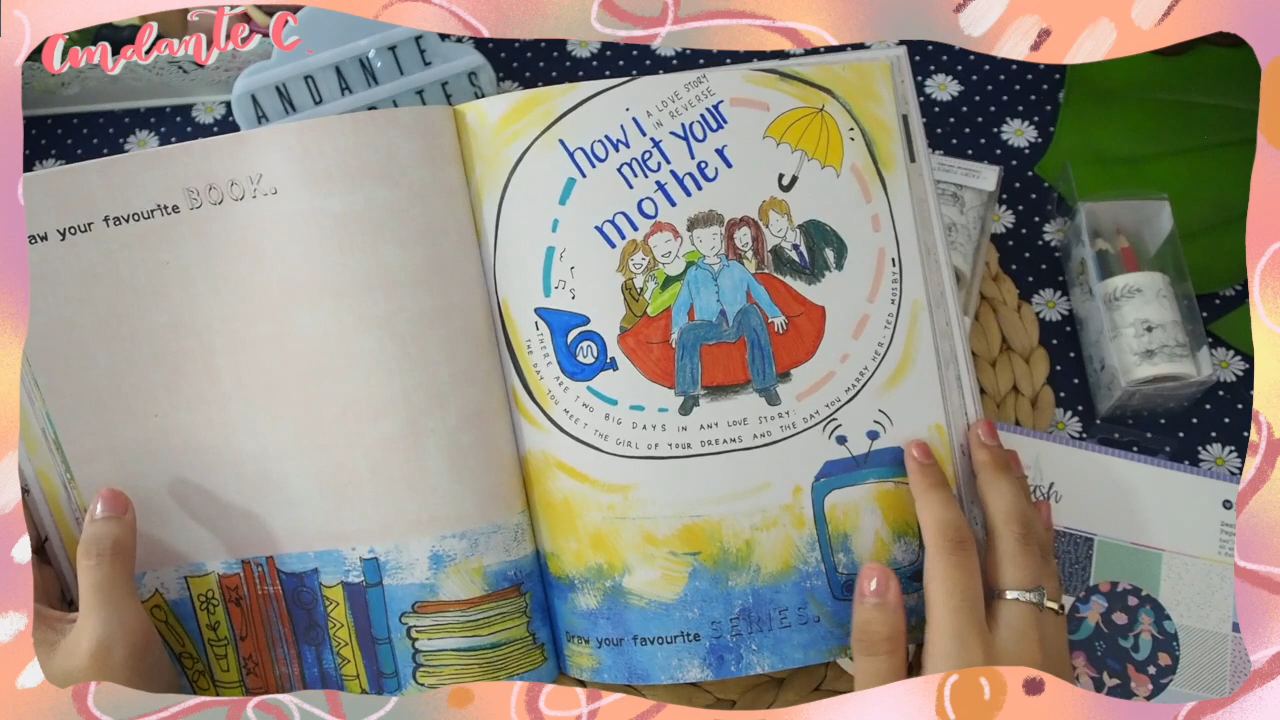 andante C.
ANDANTE
aw your favourite BOOK.
how i
met your
mother
A LOVE STORY
IN REVERSE
THERE ARE TWO BIG DAYS IN ANY LOVE STORY:
THE DAY YOU MEET THE GIRL OF YOUR DREAMS AND THE DAY YOU MARRY HER - TED MOSBY
Draw your favourite SERIES.